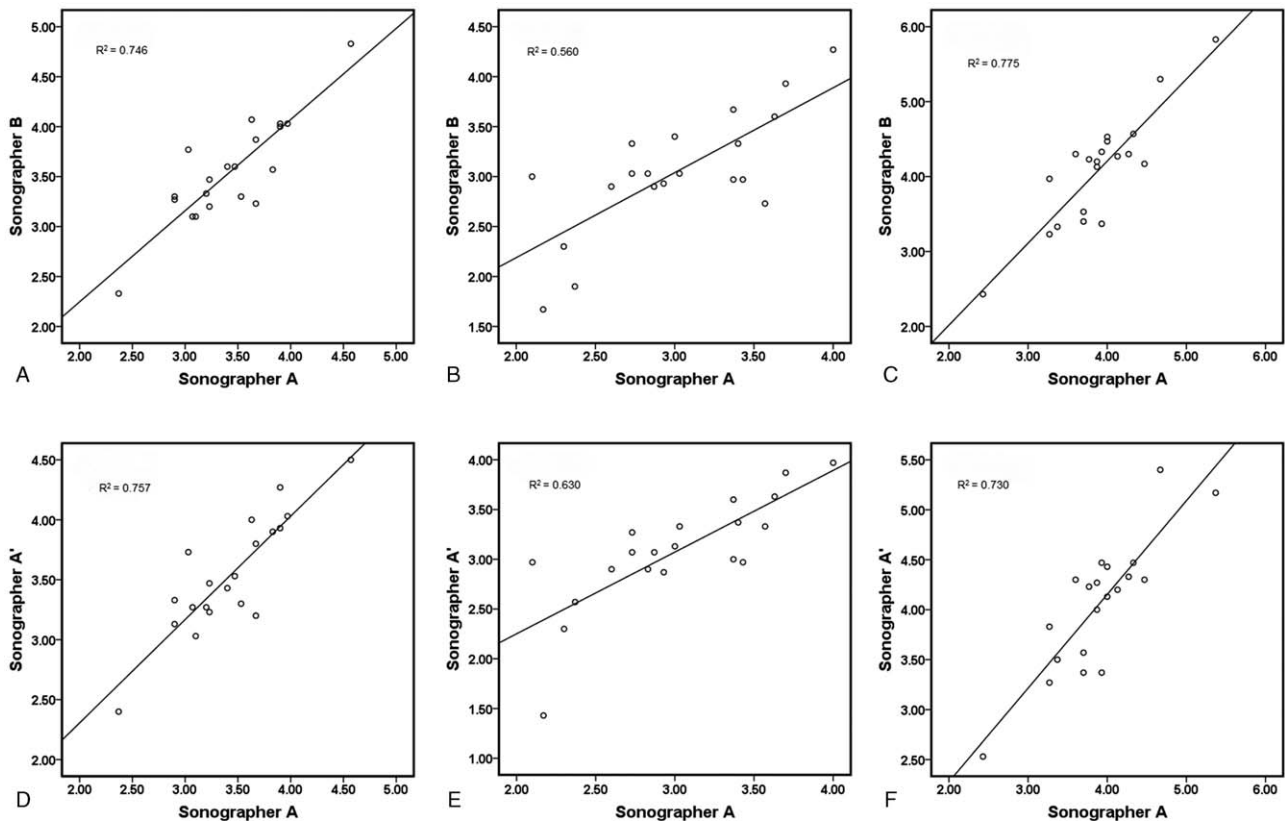 5.00
4.50
4.00
3.50
3.00
2.50
2.00
R² = 0.746
Sonographer B
2.00 2.50 3.00 3.50 4.00 4.50 5.00
Sonographer A
A
4.50
4.00
3.50
3.00
2.50
2.00
1.50
R² = 0.560
Sonographer B
2.00 2.50 3.00 3.50 4.00
Sonographer A
B
6.00
5.00
4.00
3.00
2.00
R² = 0.775
Sonographer B
2.00 3.00 4.00 5.00 6.00
Sonographer A
C
4.50
4.00
3.50
3.00
2.50
2.00
R² = 0.757
Sonographer A'
2.00 2.50 3.00 3.50 4.00 4.50 5.00
Sonographer A
D
4.00
3.50
3.00
2.50
2.00
1.50
1.00
R² = 0.630
Sonographer A'
2.00 2.50 3.00 3.50 4.00
Sonographer A
E
5.50
5.00
4.50
4.00
3.50
3.00
2.50
R² = 0.730
Sonographer A'
2.00 3.00 4.00 5.00 6.00
Sonographer A
F